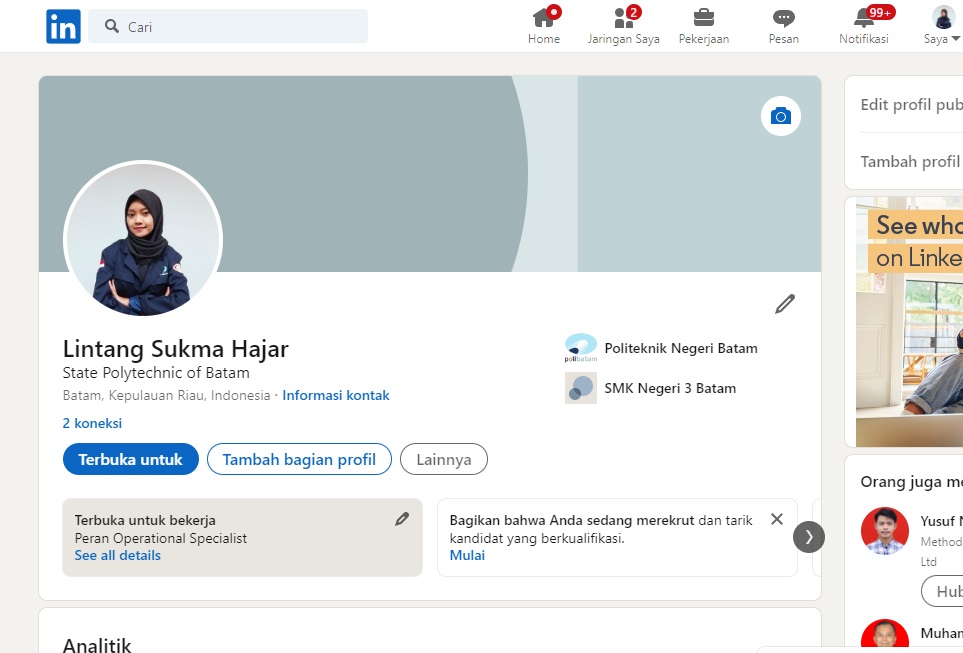 in
Cari
Home
2
Jaringan Saya
Pekerjaan
Pesan
99+
Notifikasi
Saya
Lintang Sukma Hajar
State Polytechnic of Batam
Batam, Kepulauan Riau, Indonesia · Informasi kontak
2 koneksi
Terbuka untuk
Tambah bagian profil
Lainnya
polibatam
Politeknik Negeri Batam
SMK Negeri 3 Batam
Terbuka untuk bekerja
Peran Operational Specialist
See all details
Bagikan bahwa Anda sedang merekrut dan tarik
kandidat yang berkualifikasi.
Mulai
Analitik
Edit profil pub
Tambah profil
See who
on Linke
Orang juga me
Yusuf
Method
Ltd
Hub
Muham